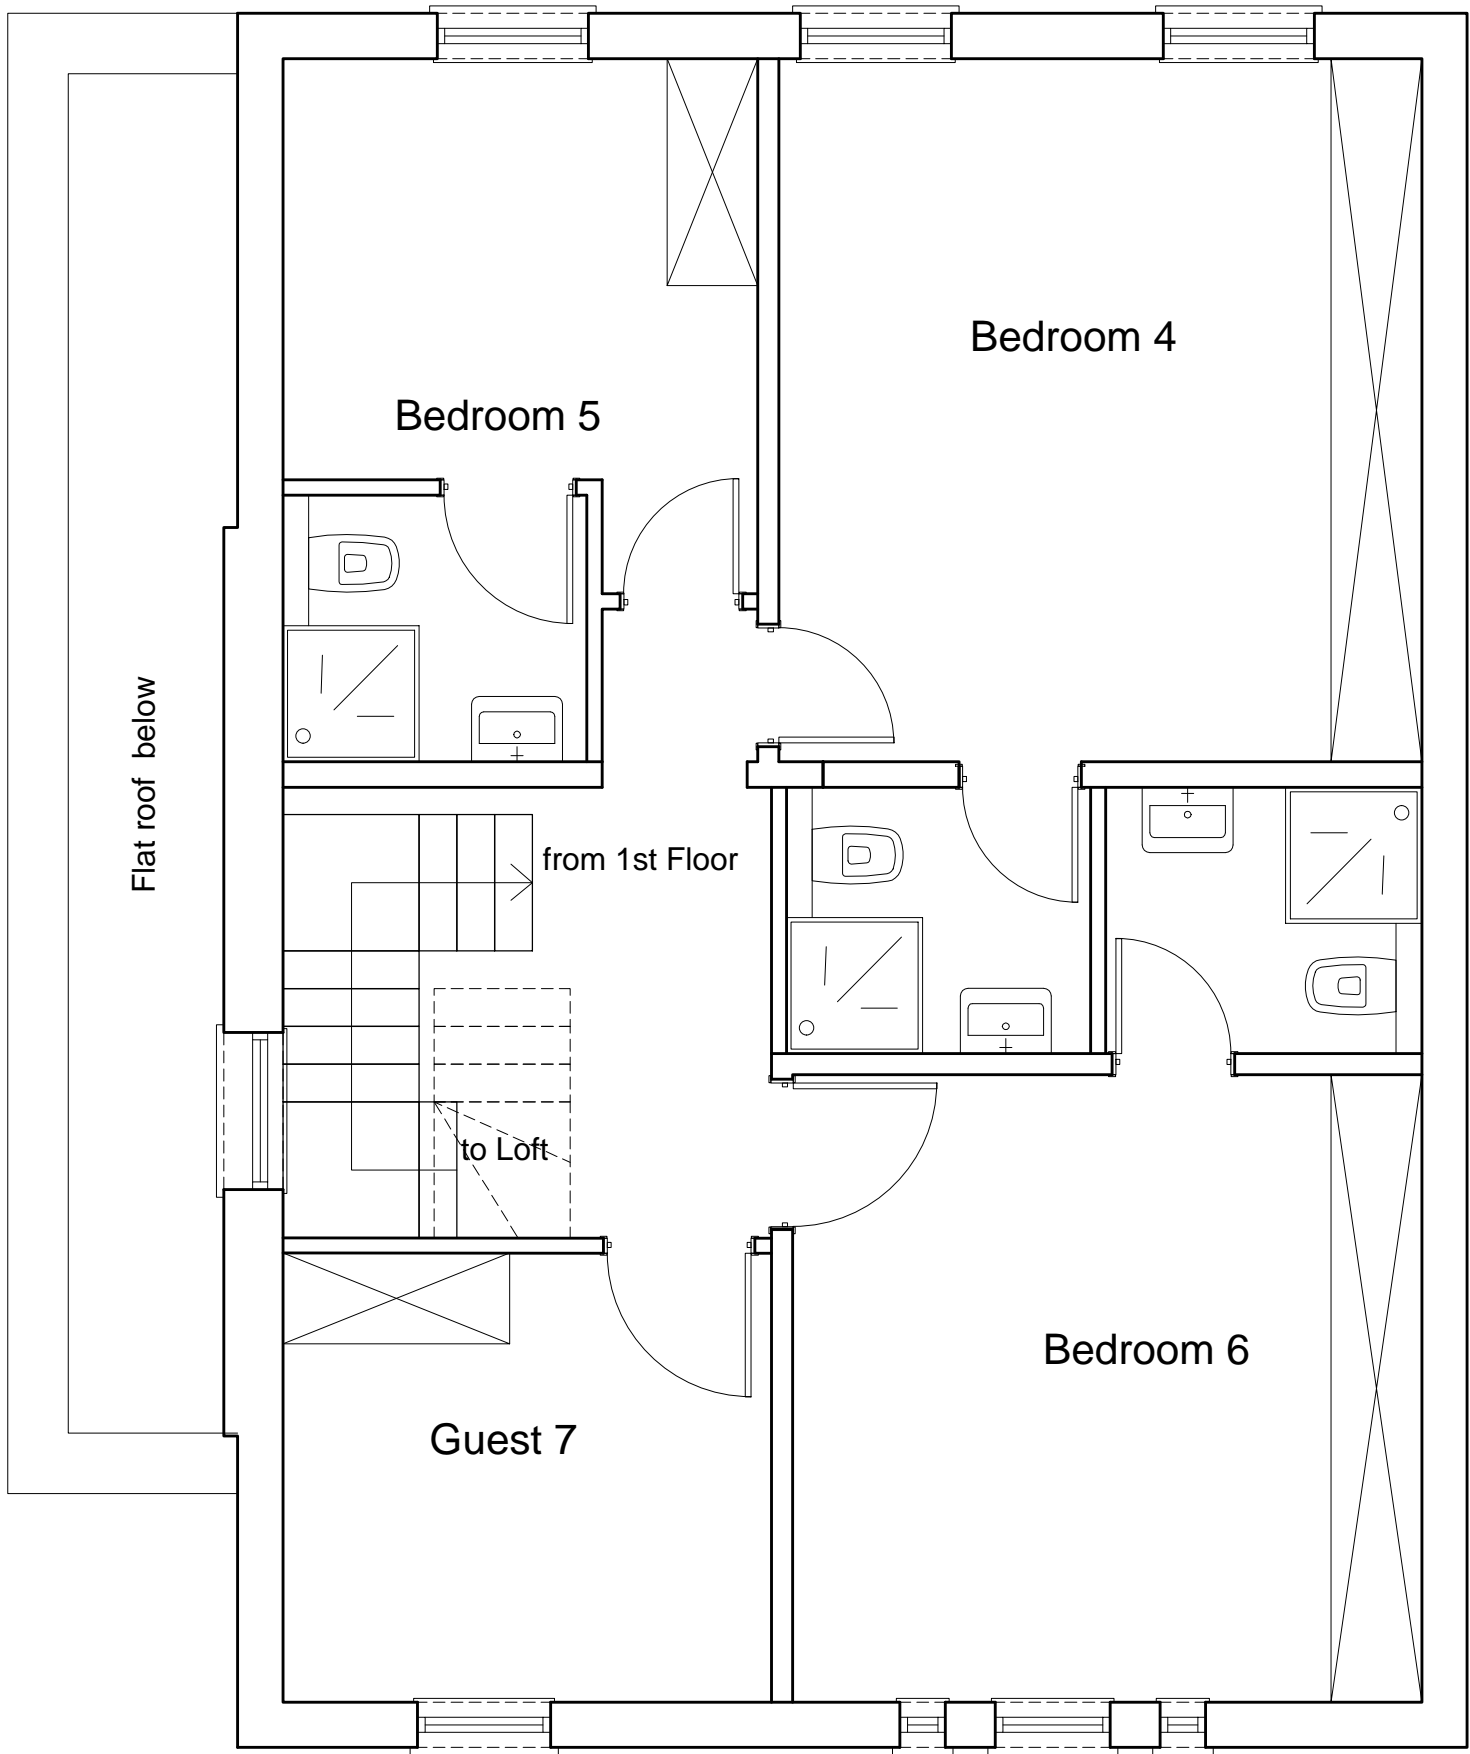 Bedroom 4
Bedroom 5
Flat roof below
from 1st Floor
to Loft
Bedroom 6
Guest 7